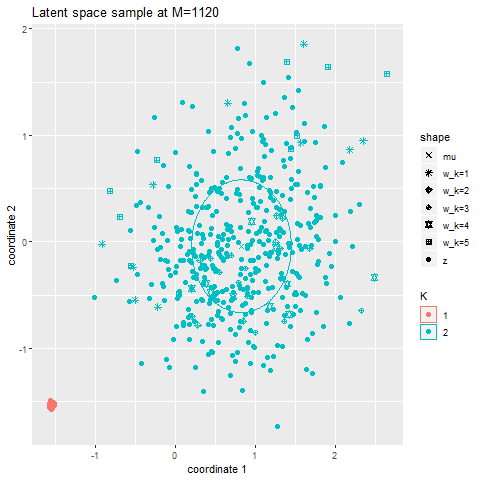 Latent space sample at M=1120
2
1
0
-1
coordinate 2
-1
0
1
2
coordinate 1
shape
mu
w_k=1
w_k=2
w_k=3
w_k=4
w_k=5
z
K
1
2